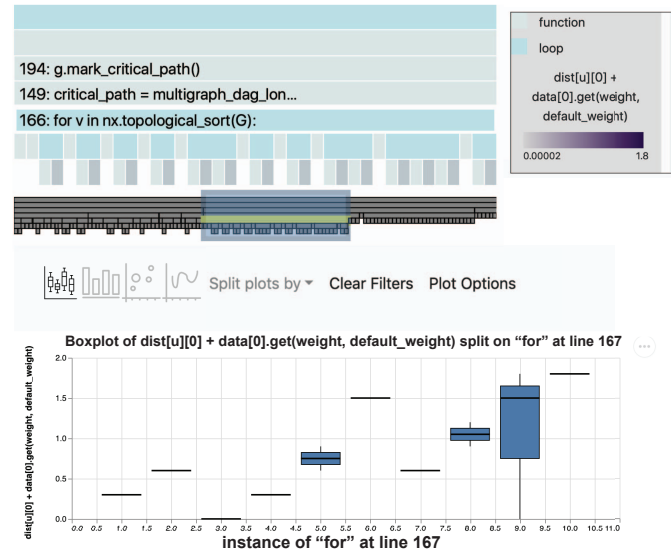 function
loop
dist[u][0] +
data[0].get(weight,
default_weight)
0.00002 1.8
194: g.mark_critical_path()
149: critical_path = multigraph_dag_lon...
166: for v in nx.topological_sort(G):
Split plots by Clear Filters Plot Options
Boxplot of dist[u][0] + data[0].get(weight, default_weight) split on “for” at line 167
dist[u][0] + data[0].get(weight, default_weight)
2.0
1.5
1.0
0.5
0.0
0.0 0.5 1.0 1.5 2.0 2.5 3.0 3.5 4.0 4.5 5.0 5.5 6.0 6.5 7.0 7.5 8.0 8.5 9.0 9.5 10.0 10.5 11.0
instance of “for” at line 167